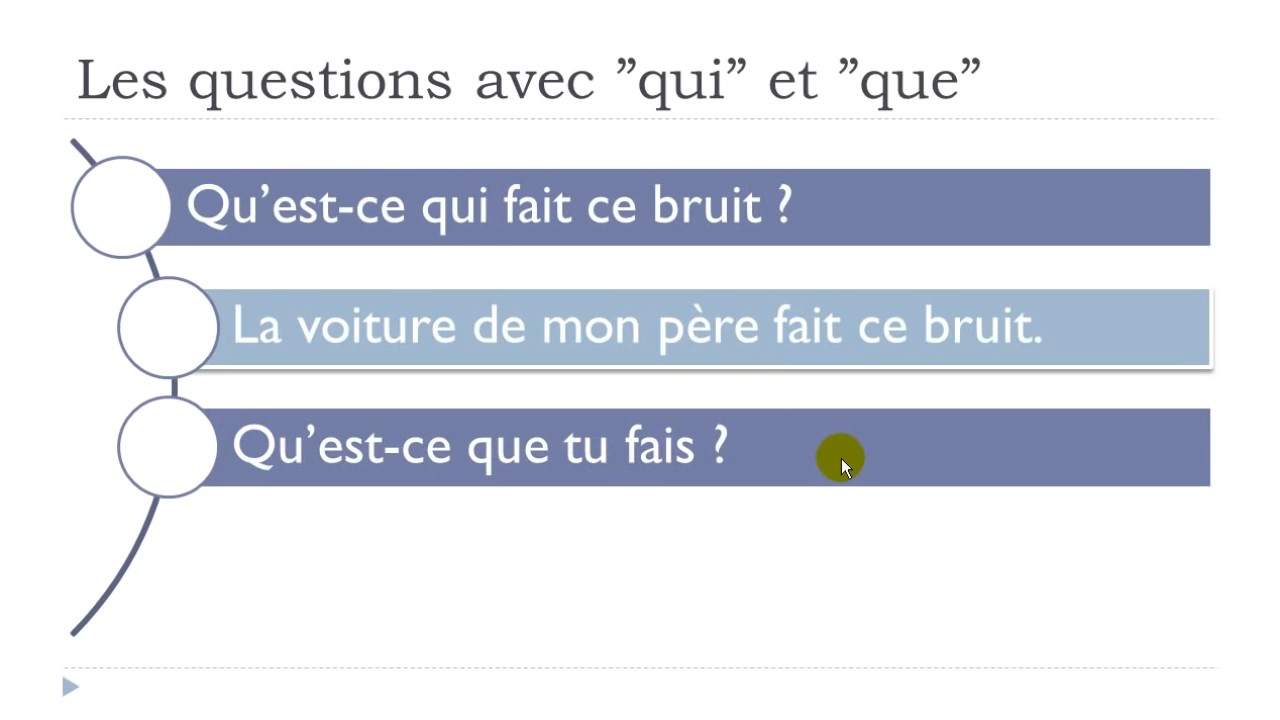 Les questions avec ”qui” et ”que”
Qu’est-ce qui fait ce bruit ?
La voiture de mon père fait ce bruit.
Qu’est-ce que tu fais ?